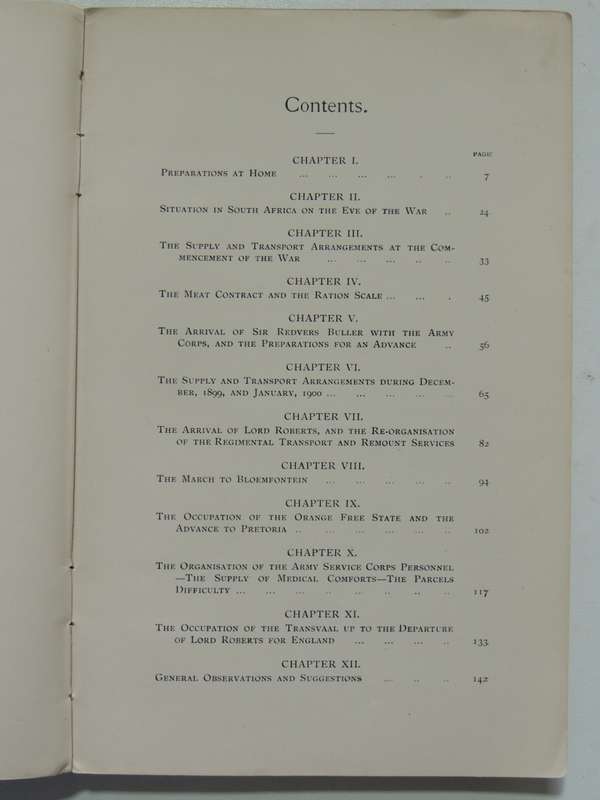 Contents.
PAGE
CHAPTER I.
PREPARATIONS AT HOME ... ... ... ... . .. 7
CHAPTER II.
SITUATION IN SOUTH AFRICA ON THE EVE OF THE WAR .. 24
CHAPTER III.
THE SUPPLY AND TRANSPORT ARRANGEMENTS AT THE COM-
MENCEMENT OF THE WAR ... ... ... .. .. 33
CHAPTER IV.
THE MEAT CONTRACT AND THE RATION SCALE ... ... . 45
CHAPTER V.
THE ARRIVAL OF SIR REDVERS BULLER WITH THE ARMY
CORPS, AND THE PREPARATIONS FOR AN ADVANCE .. 56
CHAPTER VI.
THE SUPPLY AND TRANSPORT ARRANGEMENTS DURING DECEM-
BER, 1899, AND JANUARY, 1900 ... ... ... ... ... 65
CHAPTER VII.
THE ARRIVAL OF LORD ROBERTS, AND THE RE-ORGANISATION
OF THE REGIMENTAL TRANSPORT AND REMOUNT SERVICES 82
CHAPTER VIII.
THE MARCH TO BLOEMFONTEIN ... ... ... ... .. 94
CHAPTER IX.
THE OCCUPATION OF THE ORANGE FREE STATE AND THE
ADVANCE TO PRETORIA .. ... ... ... ... .. 102
CHAPTER X.
THE ORGANISATION OF THE ARMY SERVICE CORPS PERSONNEL
—THE SUPPLY OF MEDICAL COMFORTS—THE PARCELS
DIFFICULTY ... ... ... .. ... .. .. .. 117
CHAPTER XI.
THE OCCUPATION OF THE TRANSVAAL UP TO THE DEPARTURE
OF LORD ROBERTS FOR ENGLAND ... ... ... .. 133
CHAPTER XII.
GENERAL OBSERVATIONS AND SUGGESTIONS ... .. .. 142